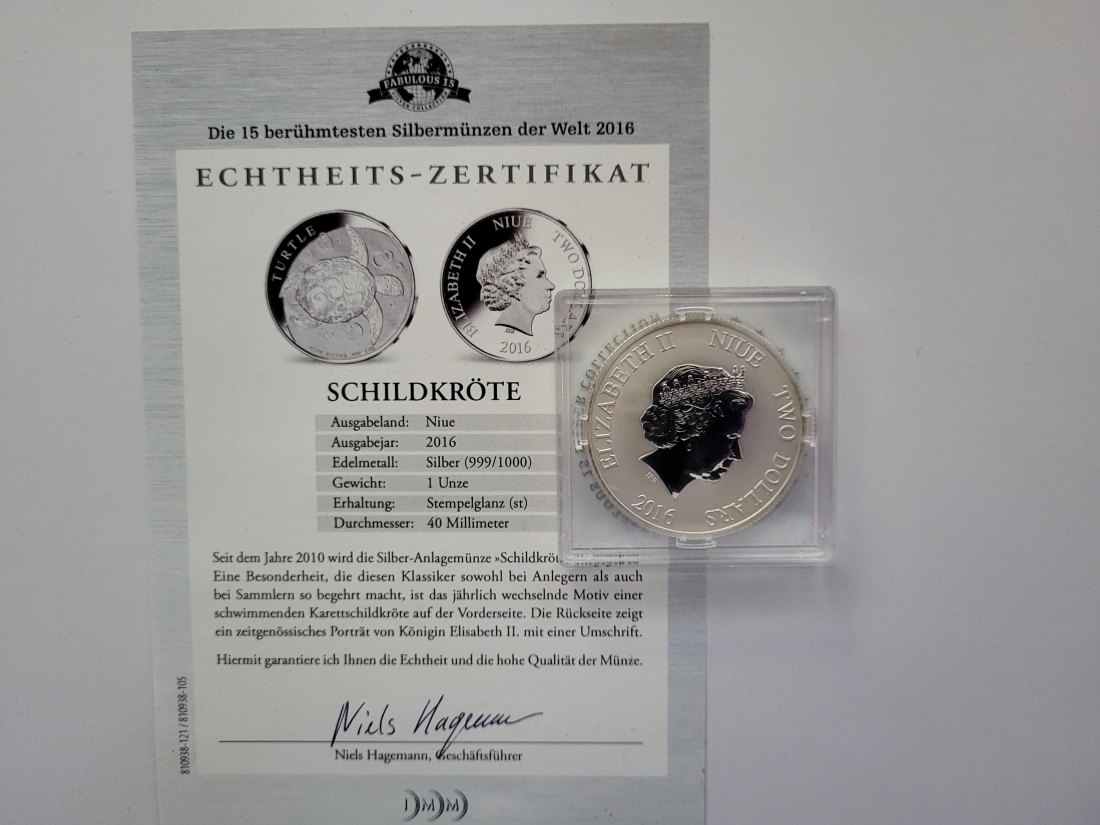 FABULOUS 15
SILVER COLLECTION
Die 15 berühmtesten Silbermünzen der Welt 2016
ECHTHEITS-ZERTIFIKAT
TURTLE
ELIZABETH II NIUE TWO DOLLARS
2016
SCHILDKRÖTE
Ausgabeland: Niue
Ausgabejar: 2016
Edelmetall: Silber (999/1000)
Gewicht: 1 Unze
Erhaltung: Stempelglanz (st)
Durchmesser: 40 Millimeter
ELIZABETH II NIUE TWO DOLLARS
2016
Seit dem Jahre 2010 wird die Silber-Anlagemünze »Schildkröte
Eine Besonderheit, die diesen Klassiker sowohl bei Anlegern als auch
bei Sammlern so begehrt macht, ist das jährlich wechselnde Motiv einer
schwimmenden Karettschildkröte auf der Vorderseite. Die Rückseite zeigt
ein zeitgenössisches Porträt von Königin Elisabeth II. mit einer Umschrift.
Hiermit garantiere ich Ihnen die Echtheit und die hohe Qualität der Münze.
Niels Hagemann
Niels Hagemann, Geschäftsführer
810938-121 / 810938-105
IMM